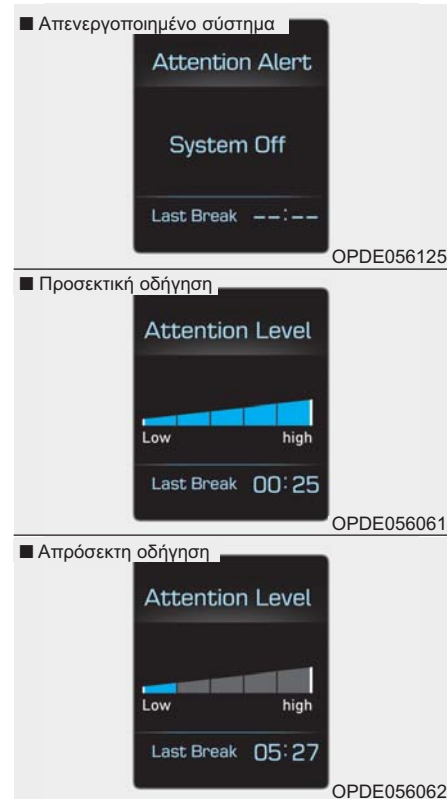 ■ Απενεργοποιημένο σύστημα
Attention Alert
System Off
Last Break --:--
OPDE056125
■ Προσεκτική οδήγηση
Attention Level
Low high
Last Break 00:25
OPDE056061
■ Απρόσεκτη οδήγηση
Attention Level
Low high
Last Break 05:27
OPDE056062